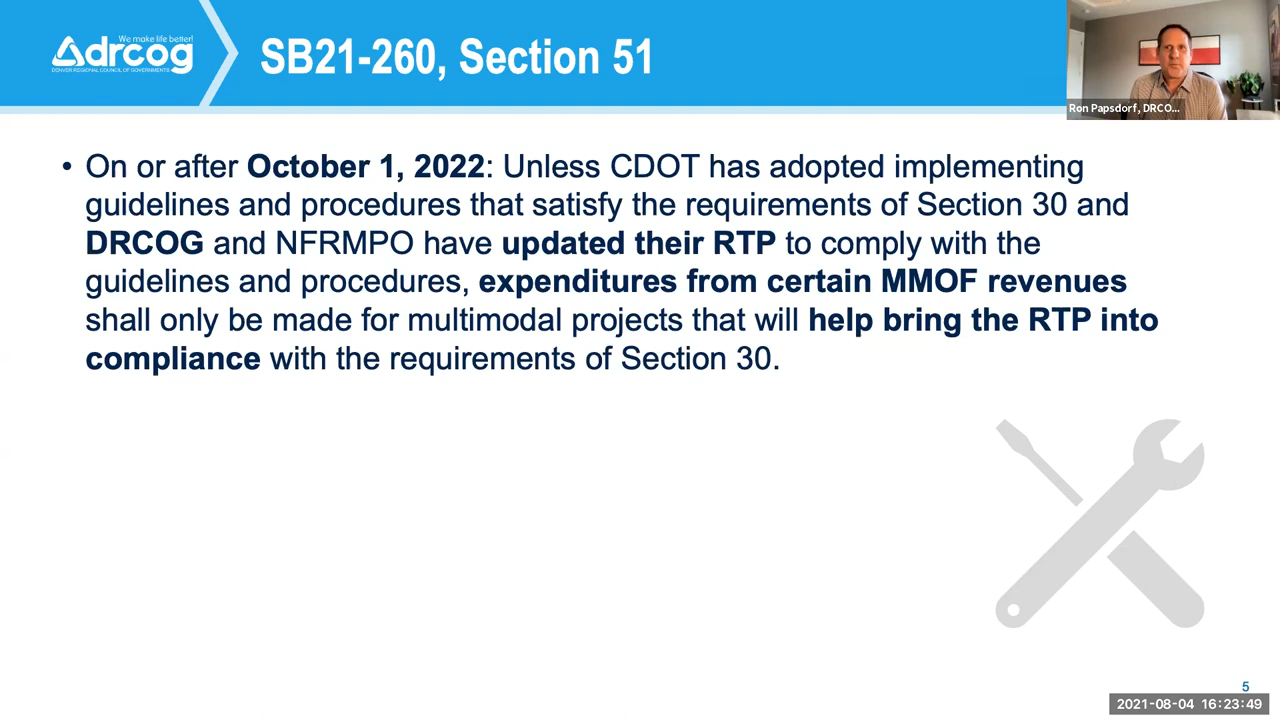 We make life better!
drcog
DENVER REGIONAL COUNCIL OF GOVERNMENTS
SB21-260, Section 51
Ron Papsdorf, DRCO...
• On or after October 1, 2022: Unless CDOT has adopted implementing
guidelines and procedures that satisfy the requirements of Section 30 and
DRCOG and NFRMPO have updated their RTP to comply with the
guidelines and procedures, expenditures from certain MMOF revenues
shall only be made for multimodal projects that will help bring the RTP into
compliance with the requirements of Section 30.
5
2021-08-04 16:23:49